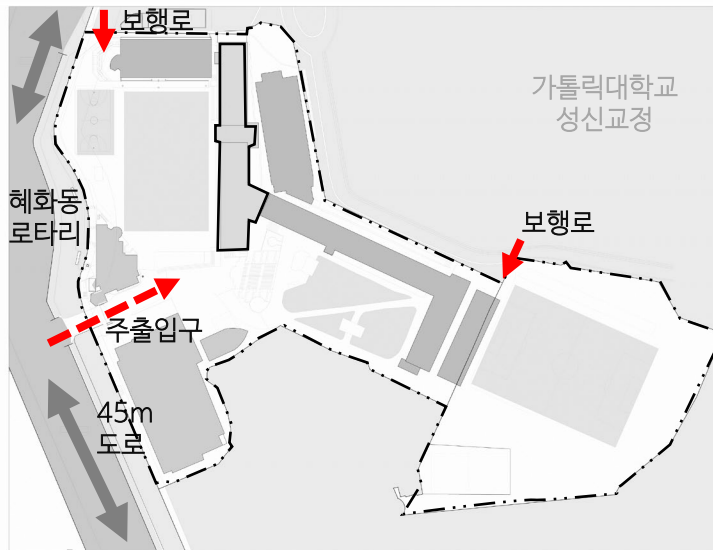 보행로
가톨릭대학교
성신교정
혜화동
로타리
보행로
주출입구
45m
도로